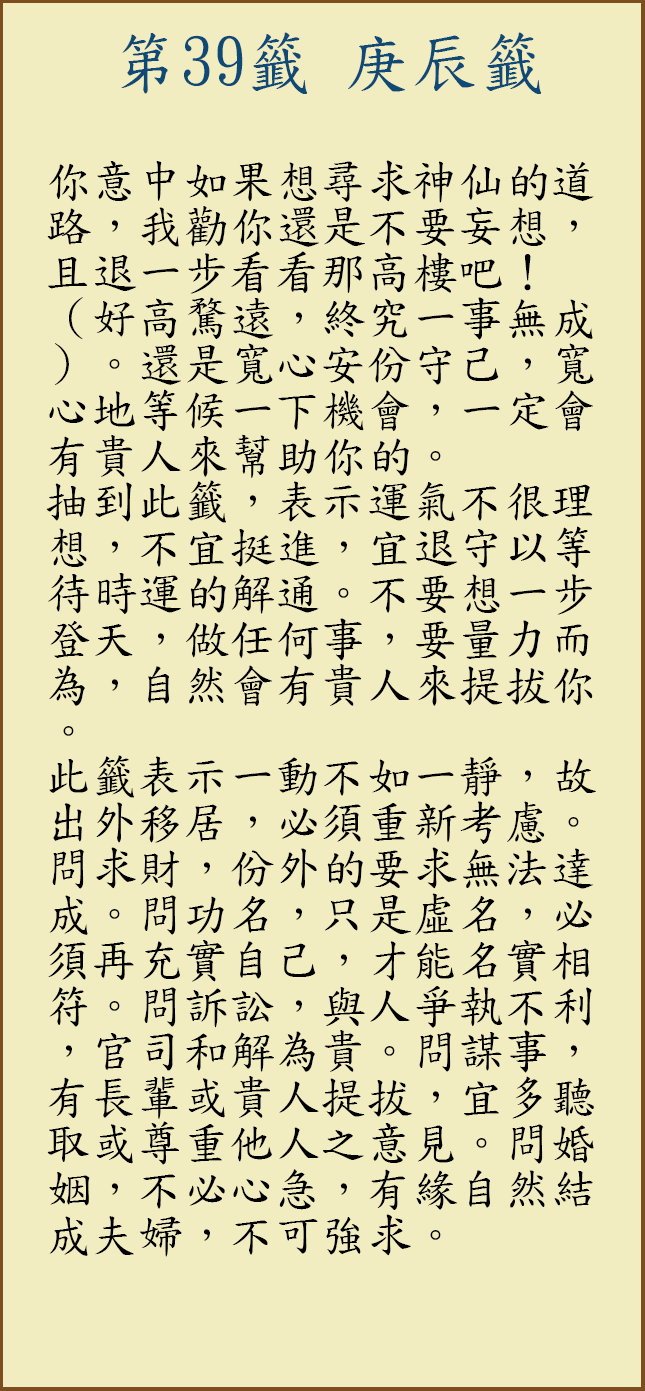 第39籤 庚辰籤
你意中如果想尋求神仙的道
路，我勸你還是不要妄想，
且退一步看看那高樓吧！
（好高騖遠，終究一事無成
）。還是寬心安份守己，寬
心地等候一下機會，一定會
有貴人來幫助你的。
抽到此籤，表示運氣不很理
想，不宜挺進，宜退守以等
待時運的解通。不要想一步
登天，做任何事，要量力而
為，自然會有貴人來提拔你
。
此籤表示一動不如一靜，故
出外移居，必須重新考慮。
問求財，份外的要求無法達
成。問功名，只是虛名，必
須再充實自己，才能名實相
符。問訴訟，與人爭執不利
，官司和解為貴。問謀事，
有長輩或貴人提拔，宜多聽
取或尊重他人之意見。問婚
姻，不必心急，有緣自然結
成夫婦，不可強求。